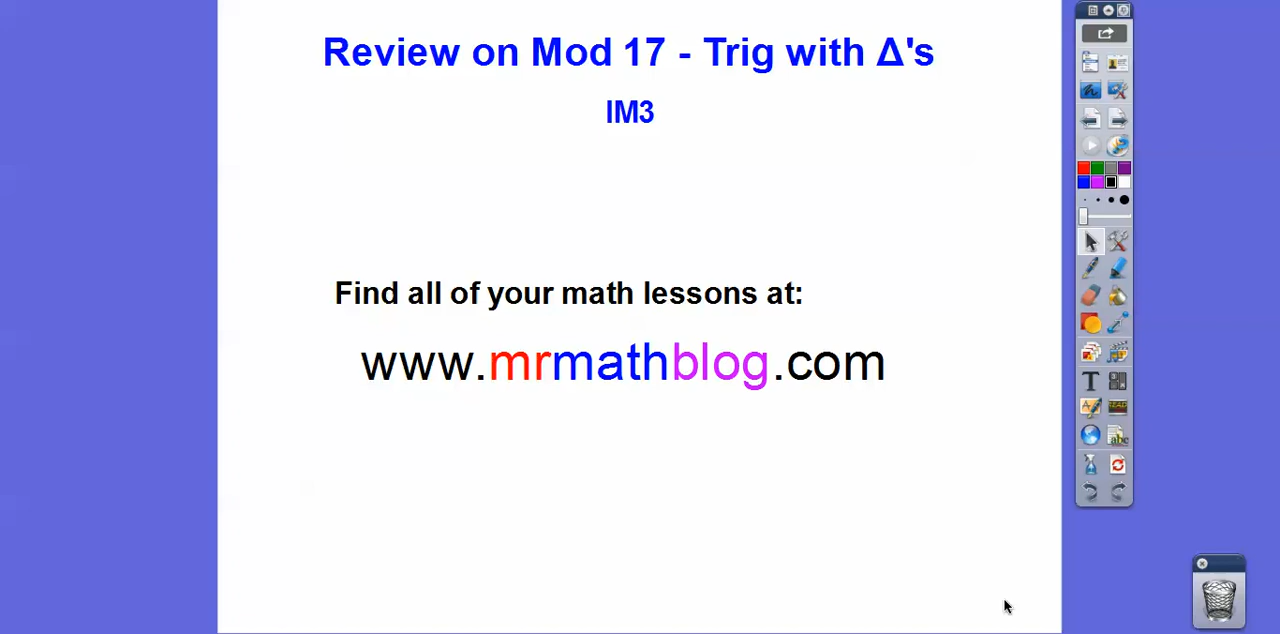 Review on Mod 17 - Trig with Δ's
IM3
Find all of your math lessons at:
www.mrmathblog.com